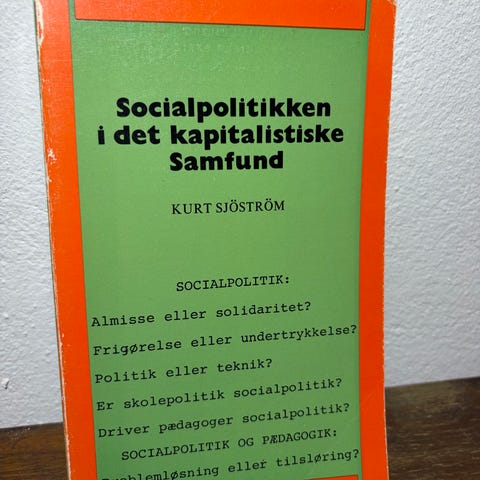 Socialpolitikken
i det kapitalistiske
Samfund
KURT SJÖSTRÖM
SOCIALPOLITIK:
Almisse eller solidaritet?
Frigørelse eller undertrykkelse?
Politik eller teknik?
Er skolepolitik socialpolitik?
Driver pædagoger socialpolitik?
SOCIALPOLITIK OG PÆDAGOGIK:
Problemløsning eller tilsløring?